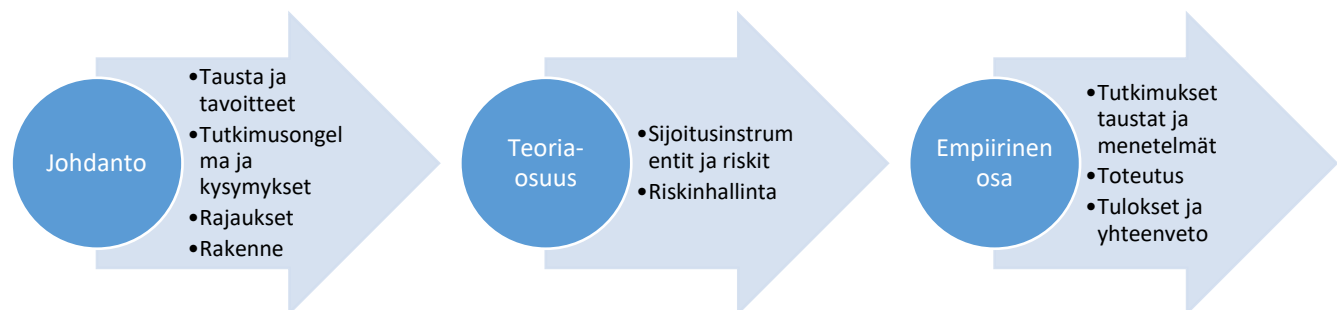 Johdanto
•Tausta ja
tavoitteet
•Tutkimusongel
ma ja
kysymykset
•Rajaukset
•Rakenne
Teoria-
osuus
•Sijoitusinstrum
entit ja riskit
•Riskinhallinta
Empiirinen
osa
•Tutkimukset
taustat ja
menetelmät
•Toteutus
•Tulokset ja
yhteenveto